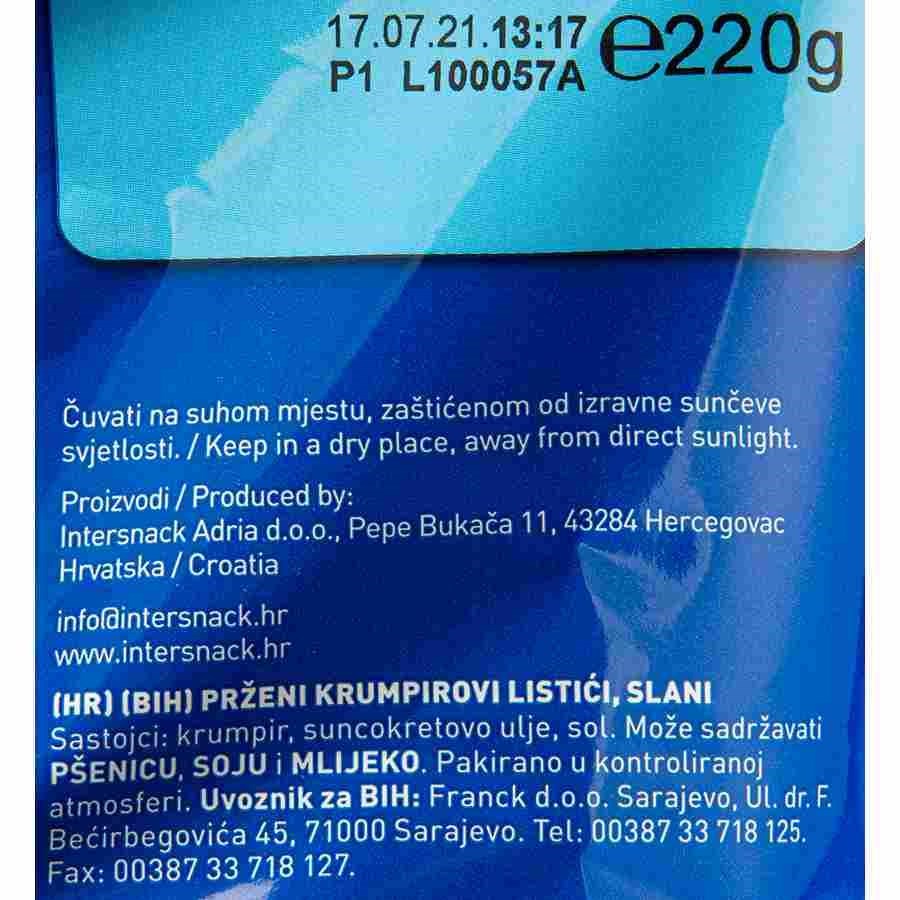 17.07.21.13:17 ℮220g
P1 L100057A
Čuvati na suhom mjestu, zaštićenom od izravne sunčeve
svjetlosti. / Keep in a dry place, away from direct sunlight.
Proizvodi / Produced by:
Intersnack Adria d.o.o., Pepe Bukača 11, 43284 Hercegovac
Hrvatska / Croatia
info@intersnack.hr
www.intersnack.hr
(HR) (BIH) PRŽENI KRUMPIROVI LISTIĆI, SLANI
Sastojci: krumpir, suncokretovo ulje, sol. Može sadržavati
PŠENICU, SOJU i MLIJEKO. Pakirano u kontroliranoj
atmosferi. Uvoznik za BIH: Franck d.o.o. Sarajevo, Ul. dr. F.
Bećirbegovića 45, 71000 Sarajevo. Tel: 00387 33 718 125.
Fax: 00387 33 718 127.